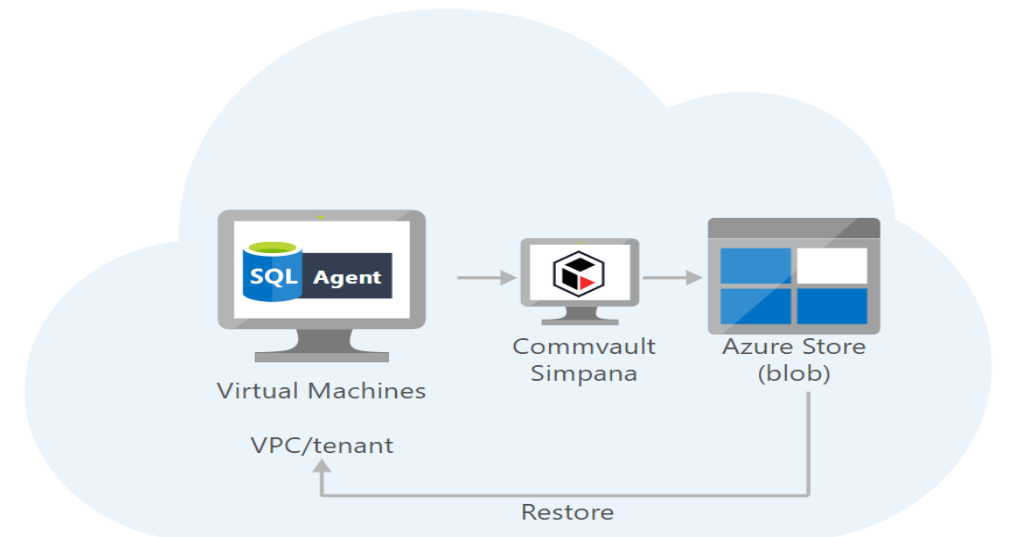 SQL Agent
Commvault
Simpana
Azure Store
(blob)
Virtual Machines
VPC/tenant
Restore